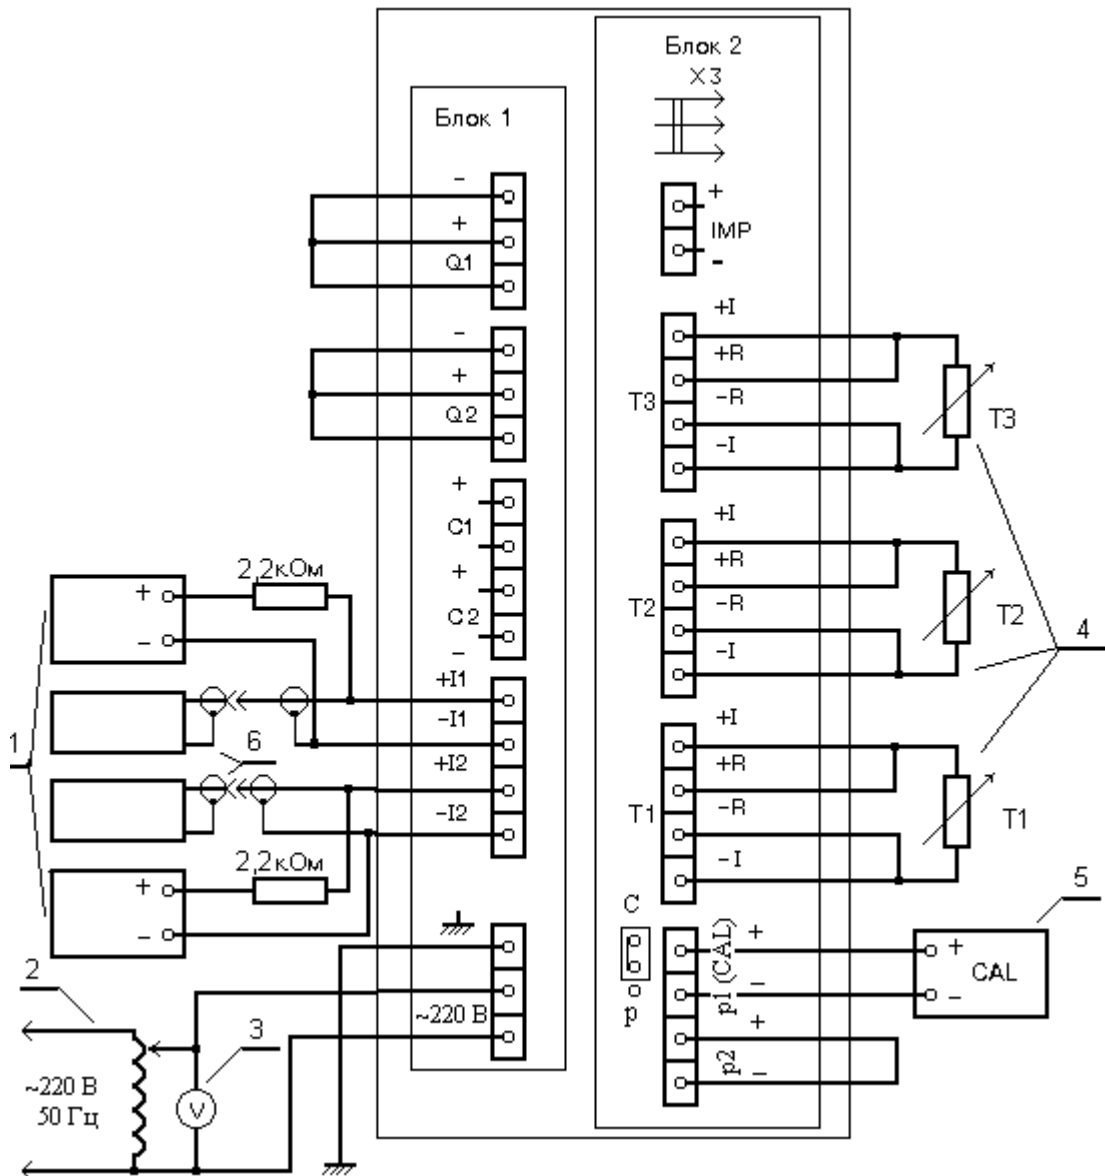 Блок 2
X3
Блок 1
–
+
Q1
–
+
Q2
+
C1
+
C2
–
+
IMP
-
+I
+R
–R
–I
T3
T3
+I
+R
–R
–I
T2
T2
4
+I
+R
–R
–I
T1
T1
2,2кОм
+
–
+I1
–I1
+I2
–I2
1
6
2,2кОм
+
–
2
3
~220 В
~220 В
50 Гц
V
C
p
p1 (CAL)
+
–
p2
+
–
5
+
CAL
–